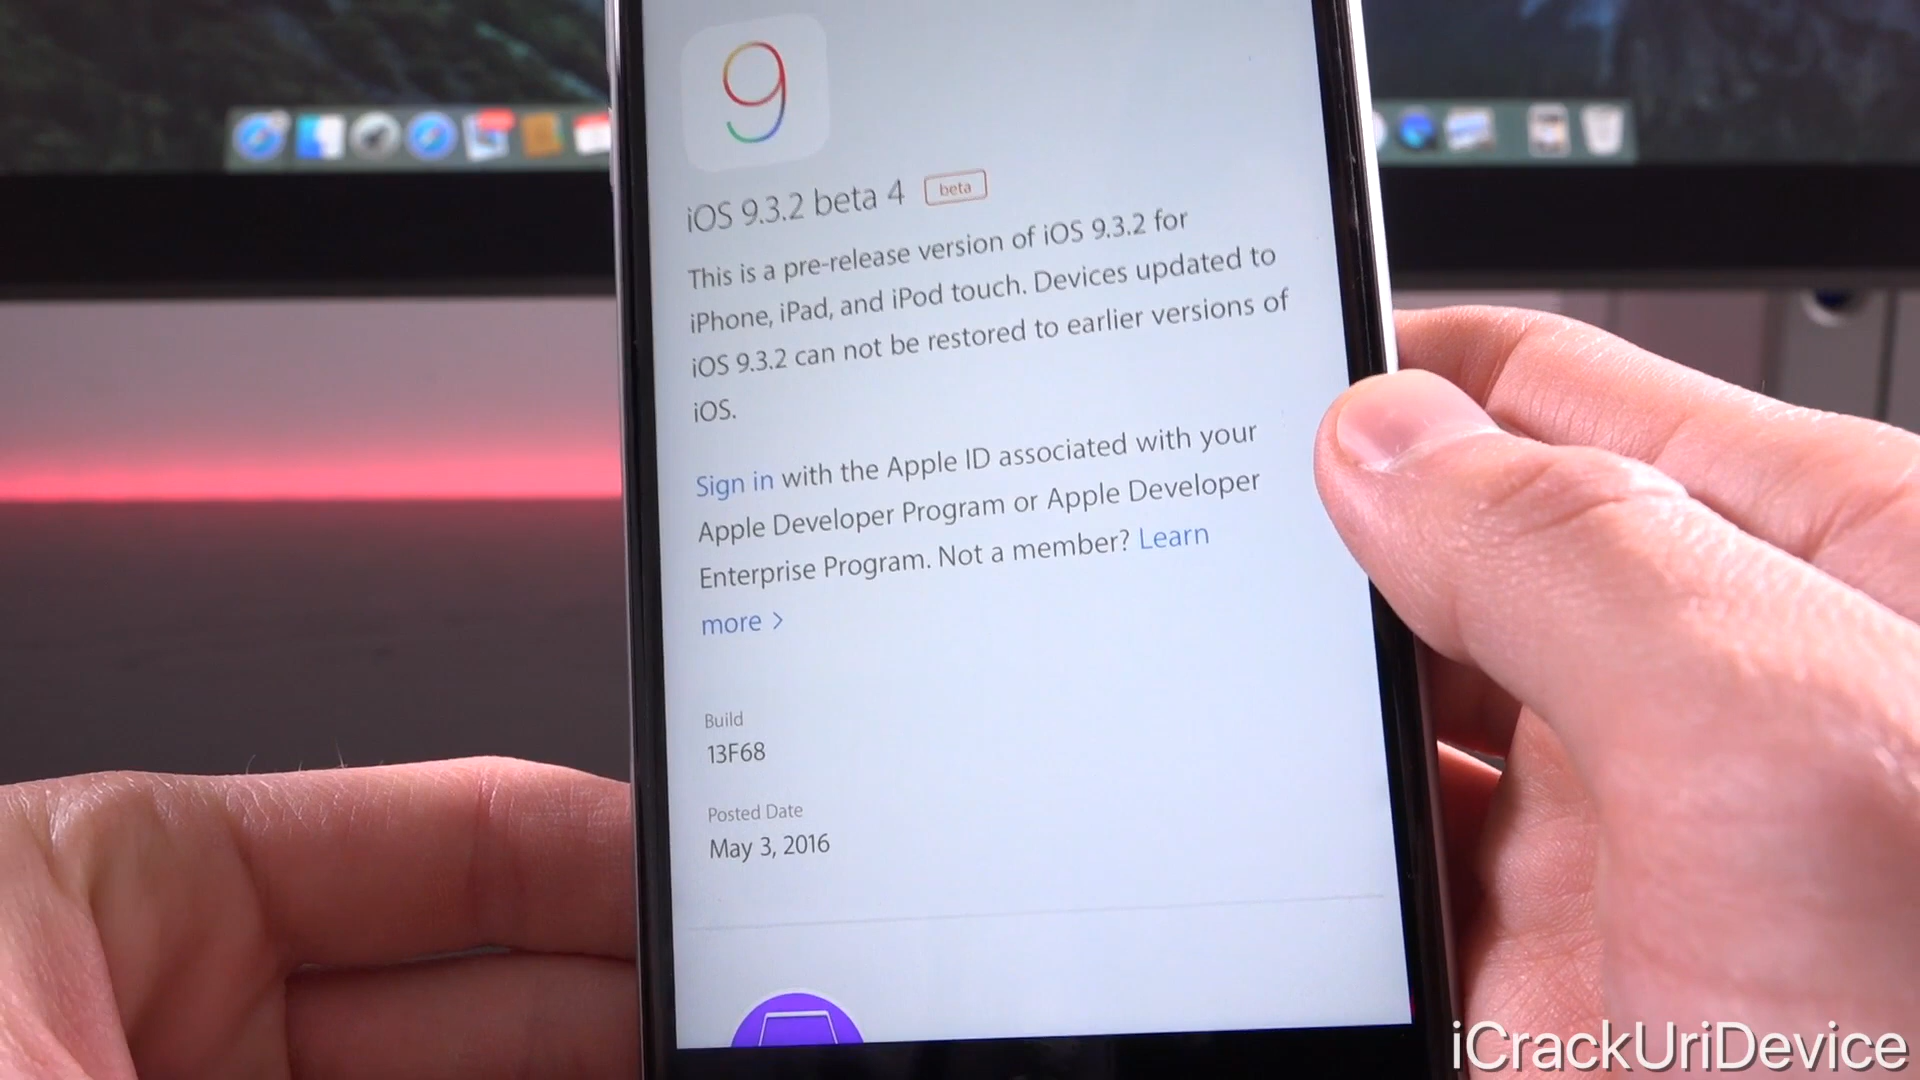 9
iOS 9.3.2 beta 4 beta
This is a pre-release version of iOS 9.3.2 for
iPhone, iPad, and iPod touch. Devices updated to
iOS 9.3.2 can not be restored to earlier versions of
iOS.
Sign in with the Apple ID associated with your
Apple Developer Program or Apple Developer
Enterprise Program. Not a member? Learn
more >
Build
13F68
Posted Date
May 3, 2016
iCrackUriDevice